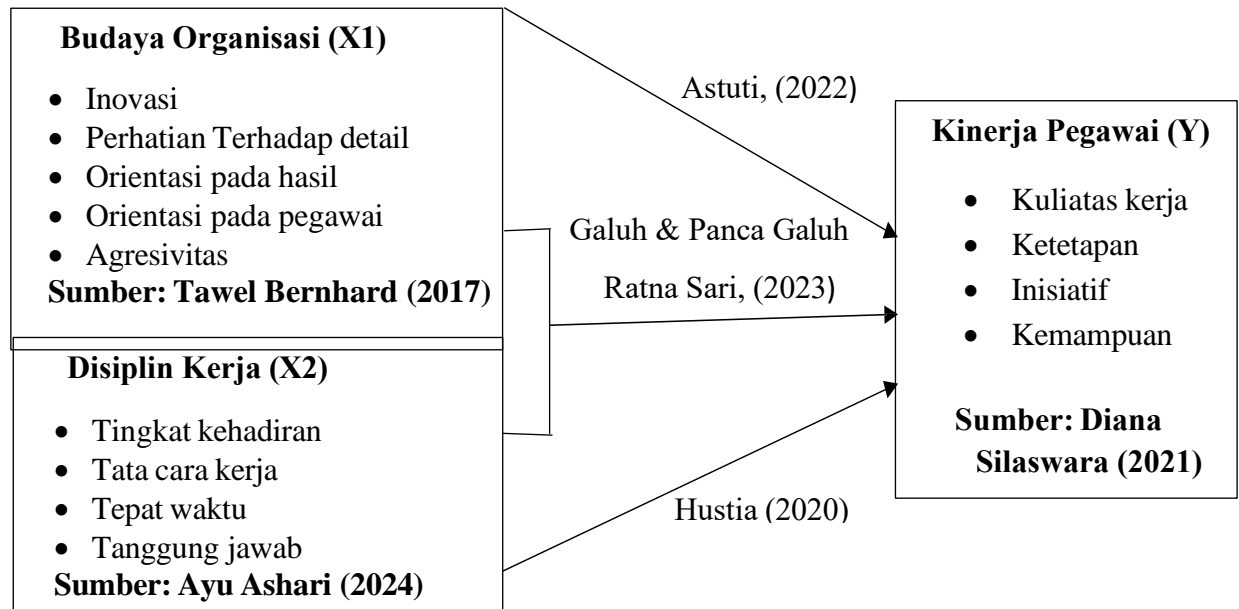 Budaya Organisasi (X1)
• Inovasi
• Perhatian Terhadap detail
• Orientasi pada hasil
• Orientasi pada pegawai
• Agresivitas
Sumber: Tawel Bernhard (2017)
Disiplin Kerja (X2)
• Tingkat kehadiran
• Tata cara kerja
• Tepat waktu
• Tanggung jawab
Sumber: Ayu Ashari (2024)
Astuti, (2022)
Galuh & Panca Galuh
Ratna Sari, (2023)
Hustia (2020)
Kinerja Pegawai (Y)
• Kuliatas kerja
• Ketetapan
• Inisiatif
• Kemampuan
Sumber: Diana
Silaswara (2021)